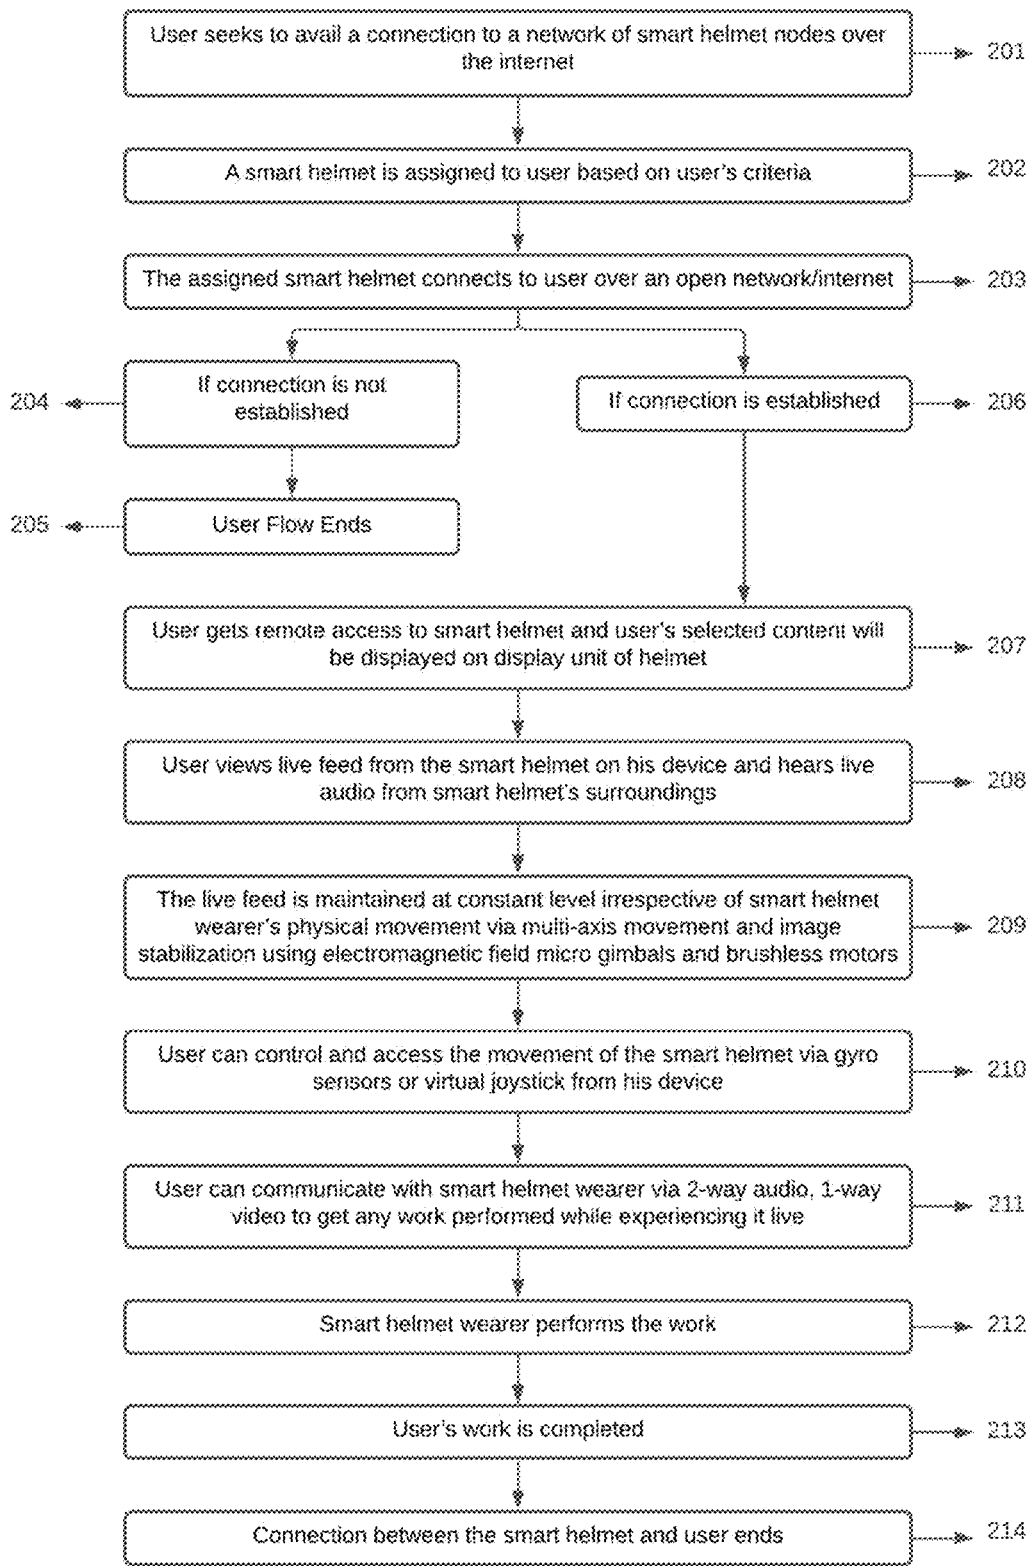 User seeks to avail a connection to a network of smart helmet nodes over
the internet
201
A smart helmet is assigned to user based on user's criteria
202
The assigned smart helmet connects to user over an open network/internet
203
If connection is not
established
204
If connection is established
206
User Flow Ends
205
User gets remote access to smart helmet and user's selected content will
be displayed on display unit of helmet
207
User views live feed from the smart helmet on his device and hears live
audio from smart helmet's surroundings
208
The live feed is maintained at constant level irrespective of smart helmet
wearer's physical movement via multi-axis movement and image
stabilization using electromagnetic field micro gimbals and brushless motors
209
User can control and access the movement of the smart helmet via gyro
sensors or virtual joystick from his device
210
User can communicate with smart helmet wearer via 2-way audio, 1-way
video to get any work performed while experiencing it live
211
Smart helmet wearer performs the work
212
User's work is completed
213
Connection between the smart helmet and user ends
214